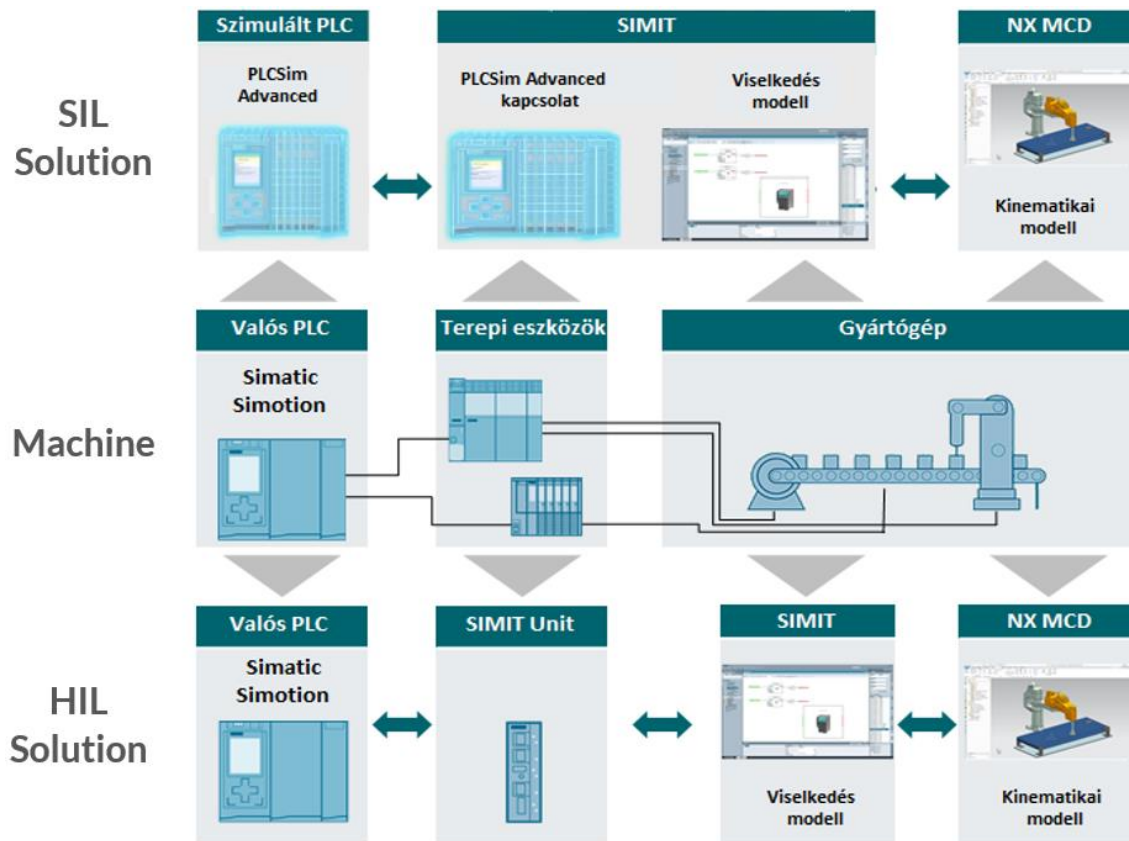 Szimulált PLC
SIMIT
NX MCD
PLCSim
Advanced
PLCSim Advanced
kapcsolat
Viselkedés
modell
SIL
Solution
Kinematikai
modell
Valós PLC
Terepi eszközök
Gyártógép
Simatic
Simotion
Machine
Valós PLC
SIMIT Unit
SIMIT
NX MCD
Simatic
Simotion
HIL
Solution
Viselkedés
modell
Kinematikai
modell